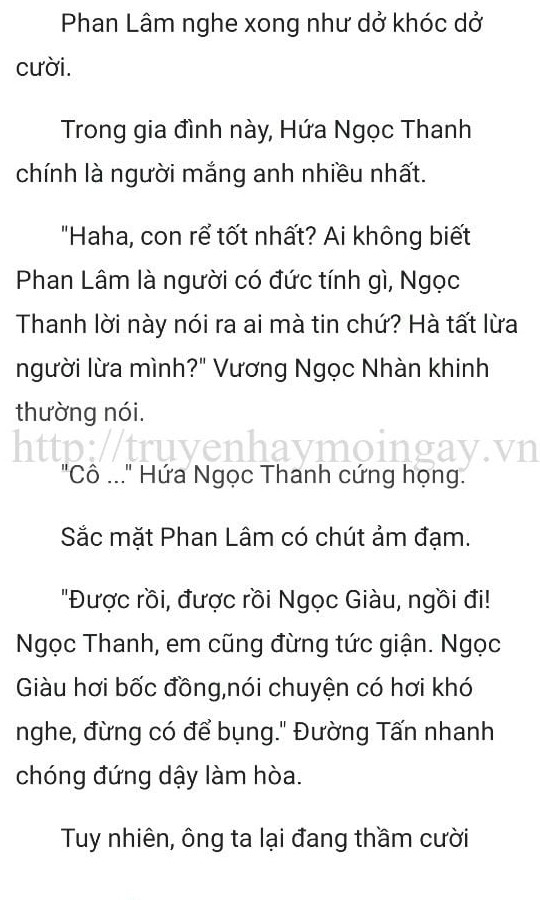 Phan Lâm nghe xong như dở khóc dở
cười.
Trong gia đình này, Hứa Ngọc Thanh
chính là người mắng anh nhiều nhất.
"Haha, con rể tốt nhất? Ai không biết
Phan Lâm là người có đức tính gì, Ngọc
Thanh lời này nói ra ai mà tin chứ? Hà tất lừa
người lừa mình?" Vương Ngọc Nhàn khinh
thường nói.
http://truyenhaymoingay.vn
"Cô ..." Hứa Ngọc Thanh cứng họng.
Sắc mặt Phan Lâm có chút ảm đạm.
"Được rồi, được rồi Ngọc Giàu, ngồi đi!
Ngọc Thanh, em cũng đừng tức giận. Ngọc
Giàu hơi bốc đồng,nói chuyện có hơi khó
nghe, đừng có để bụng." Đường Tấn nhanh
chóng đứng dậy làm hòa.
Tuy nhiên, ông ta lại đang thầm cười